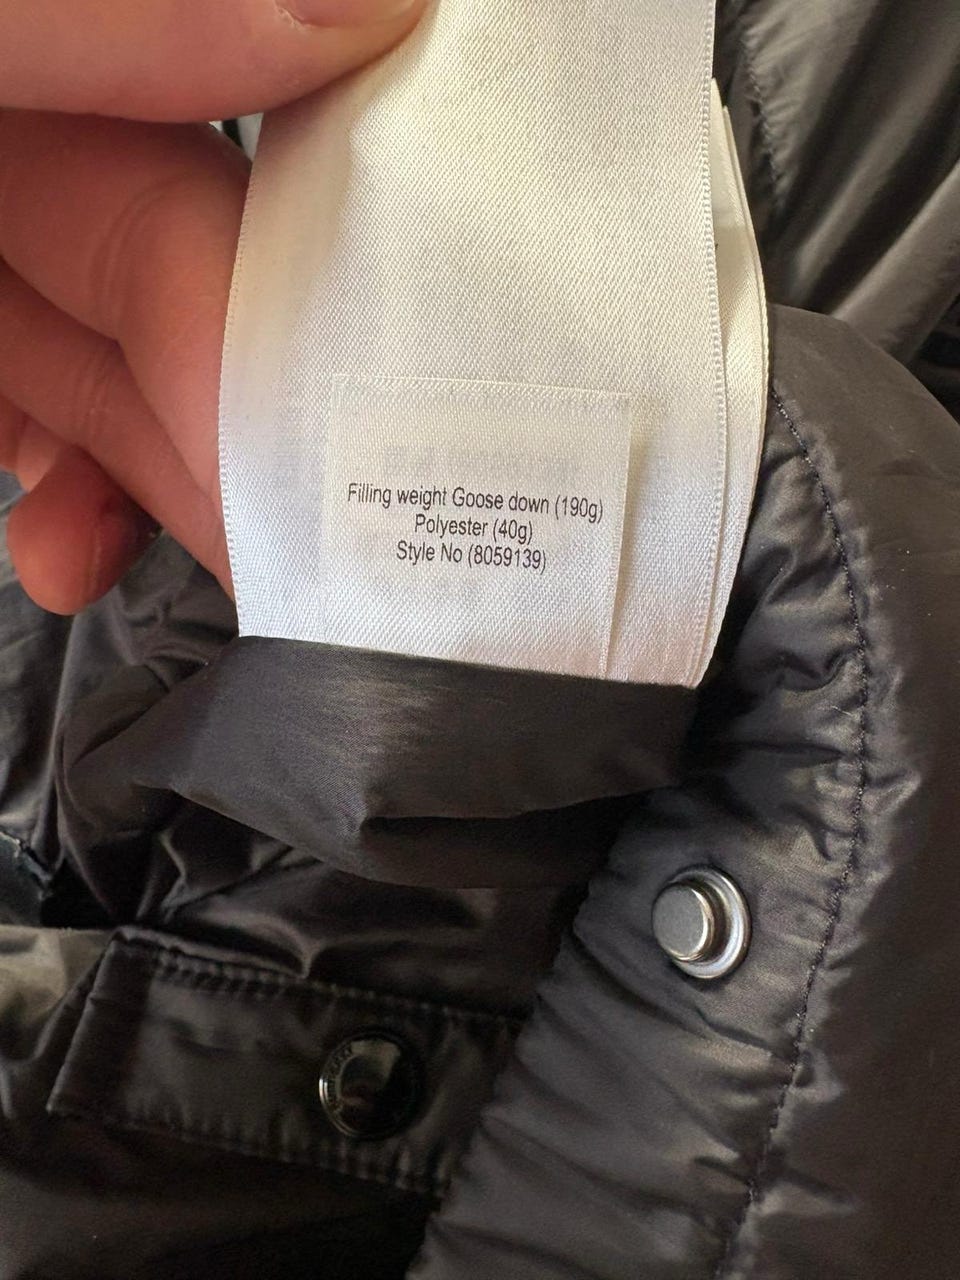 Filling weight Goose down (190g)
Polyester (40g)
Style No (8059139)